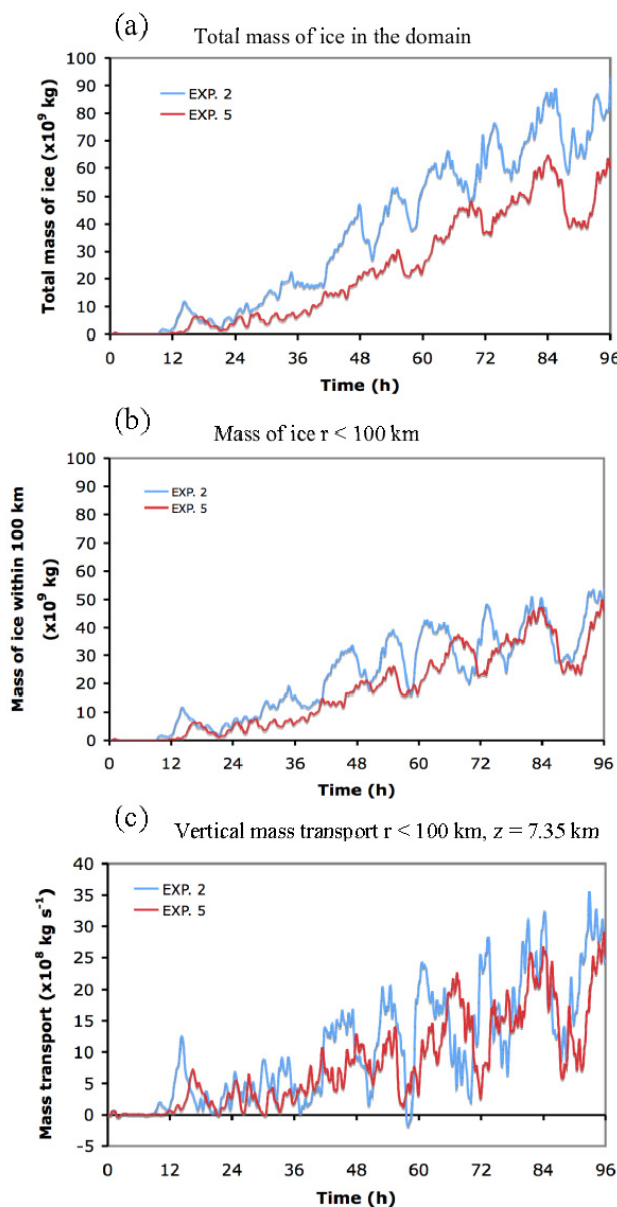 (a)
Total mass of ice in the domain
Total mass of ice (x10⁹ kg)
100
90
80
70
60
50
40
30
20
10
0
EXP. 2
EXP. 5
0 12 24 36 48 60 72 84 96
Time (h)
(b)
Mass of ice r < 100 km
Mass of ice within 100 km
(x10⁹ kg)
100
90
80
70
60
50
40
30
20
10
0
EXP. 2
EXP. 5
0 12 24 36 48 60 72 84 96
Time (h)
(c)
Vertical mass transport r < 100 km, z = 7.35 km
Mass transport (x10⁸ kg s⁻¹)
40
35
30
25
20
15
10
5
0
-5
EXP. 2
EXP. 5
0 12 24 36 48 60 72 84 96
Time (h)